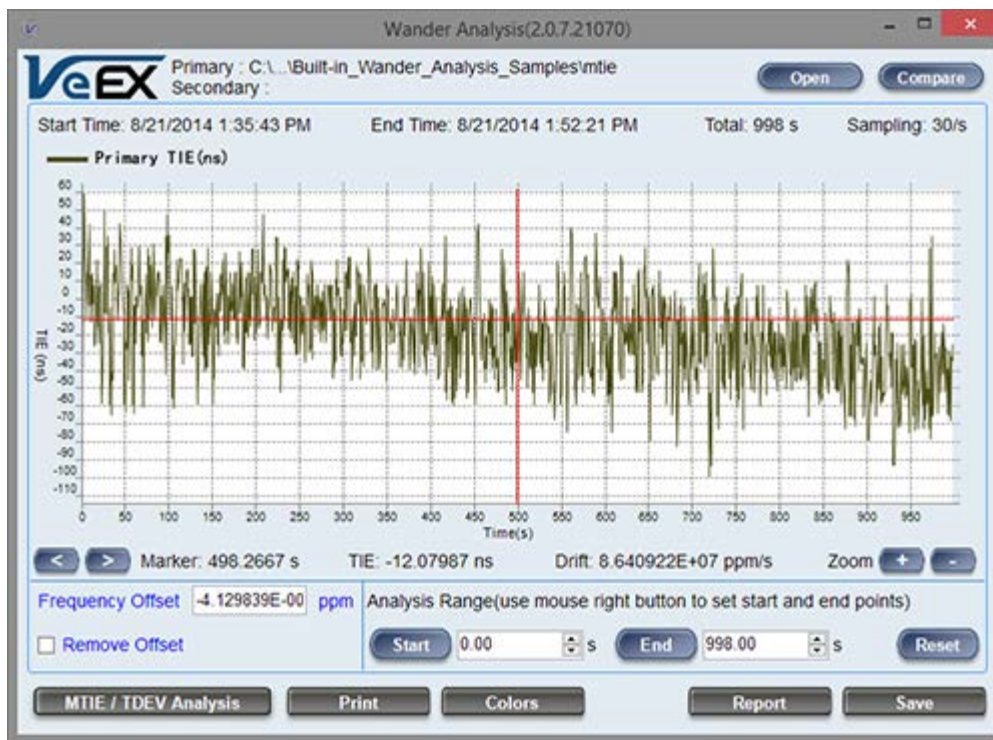 Wander Analysis(2.0.7.21070)
VeEX
Primary : C:\...\Built-in_Wander_Analysis_Samples\mtie
Secondary :
Open
Compare
Start Time: 8/21/2014 1:35:43 PM End Time: 8/21/2014 1:52:21 PM Total: 998 s Sampling: 30/s
Primary TIE(ns)
60
50
40
30
20
10
0
-10
-20
-30
-40
-50
-60
-70
-80
-90
-100
-110
TIE (ns)
0 50 100 150 200 250 300 350 400 450 500 550 600 650 700 750 800 850 900 950
Time(s)
< > Marker: 498.2667 s TIE: -12.07987 ns Drift: 8.640922E+07 ppm/s Zoom + -
Frequency Offset -4.129839E-00 ppm
Remove Offset
Analysis Range(use mouse right button to set start and end points)
Start 0.00 s End 998.00 s Reset
MTIE / TDEV Analysis Print Colors Report Save